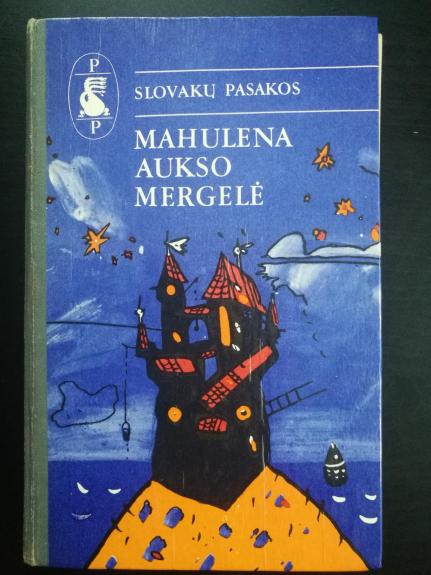 P
P
SLOVAKŲ PASAKOS
MAHULENA
AUKSO
MERGELĖ